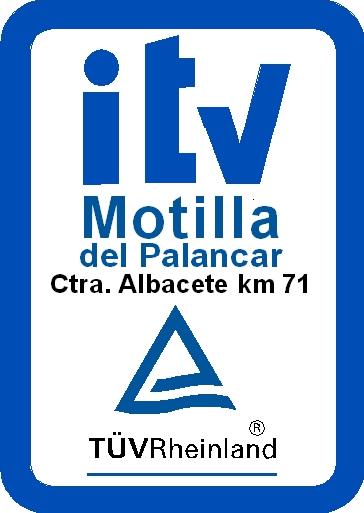 itv
Motilla
del Palancar
Ctra. Albacete km 71
®
TÜVRheinland